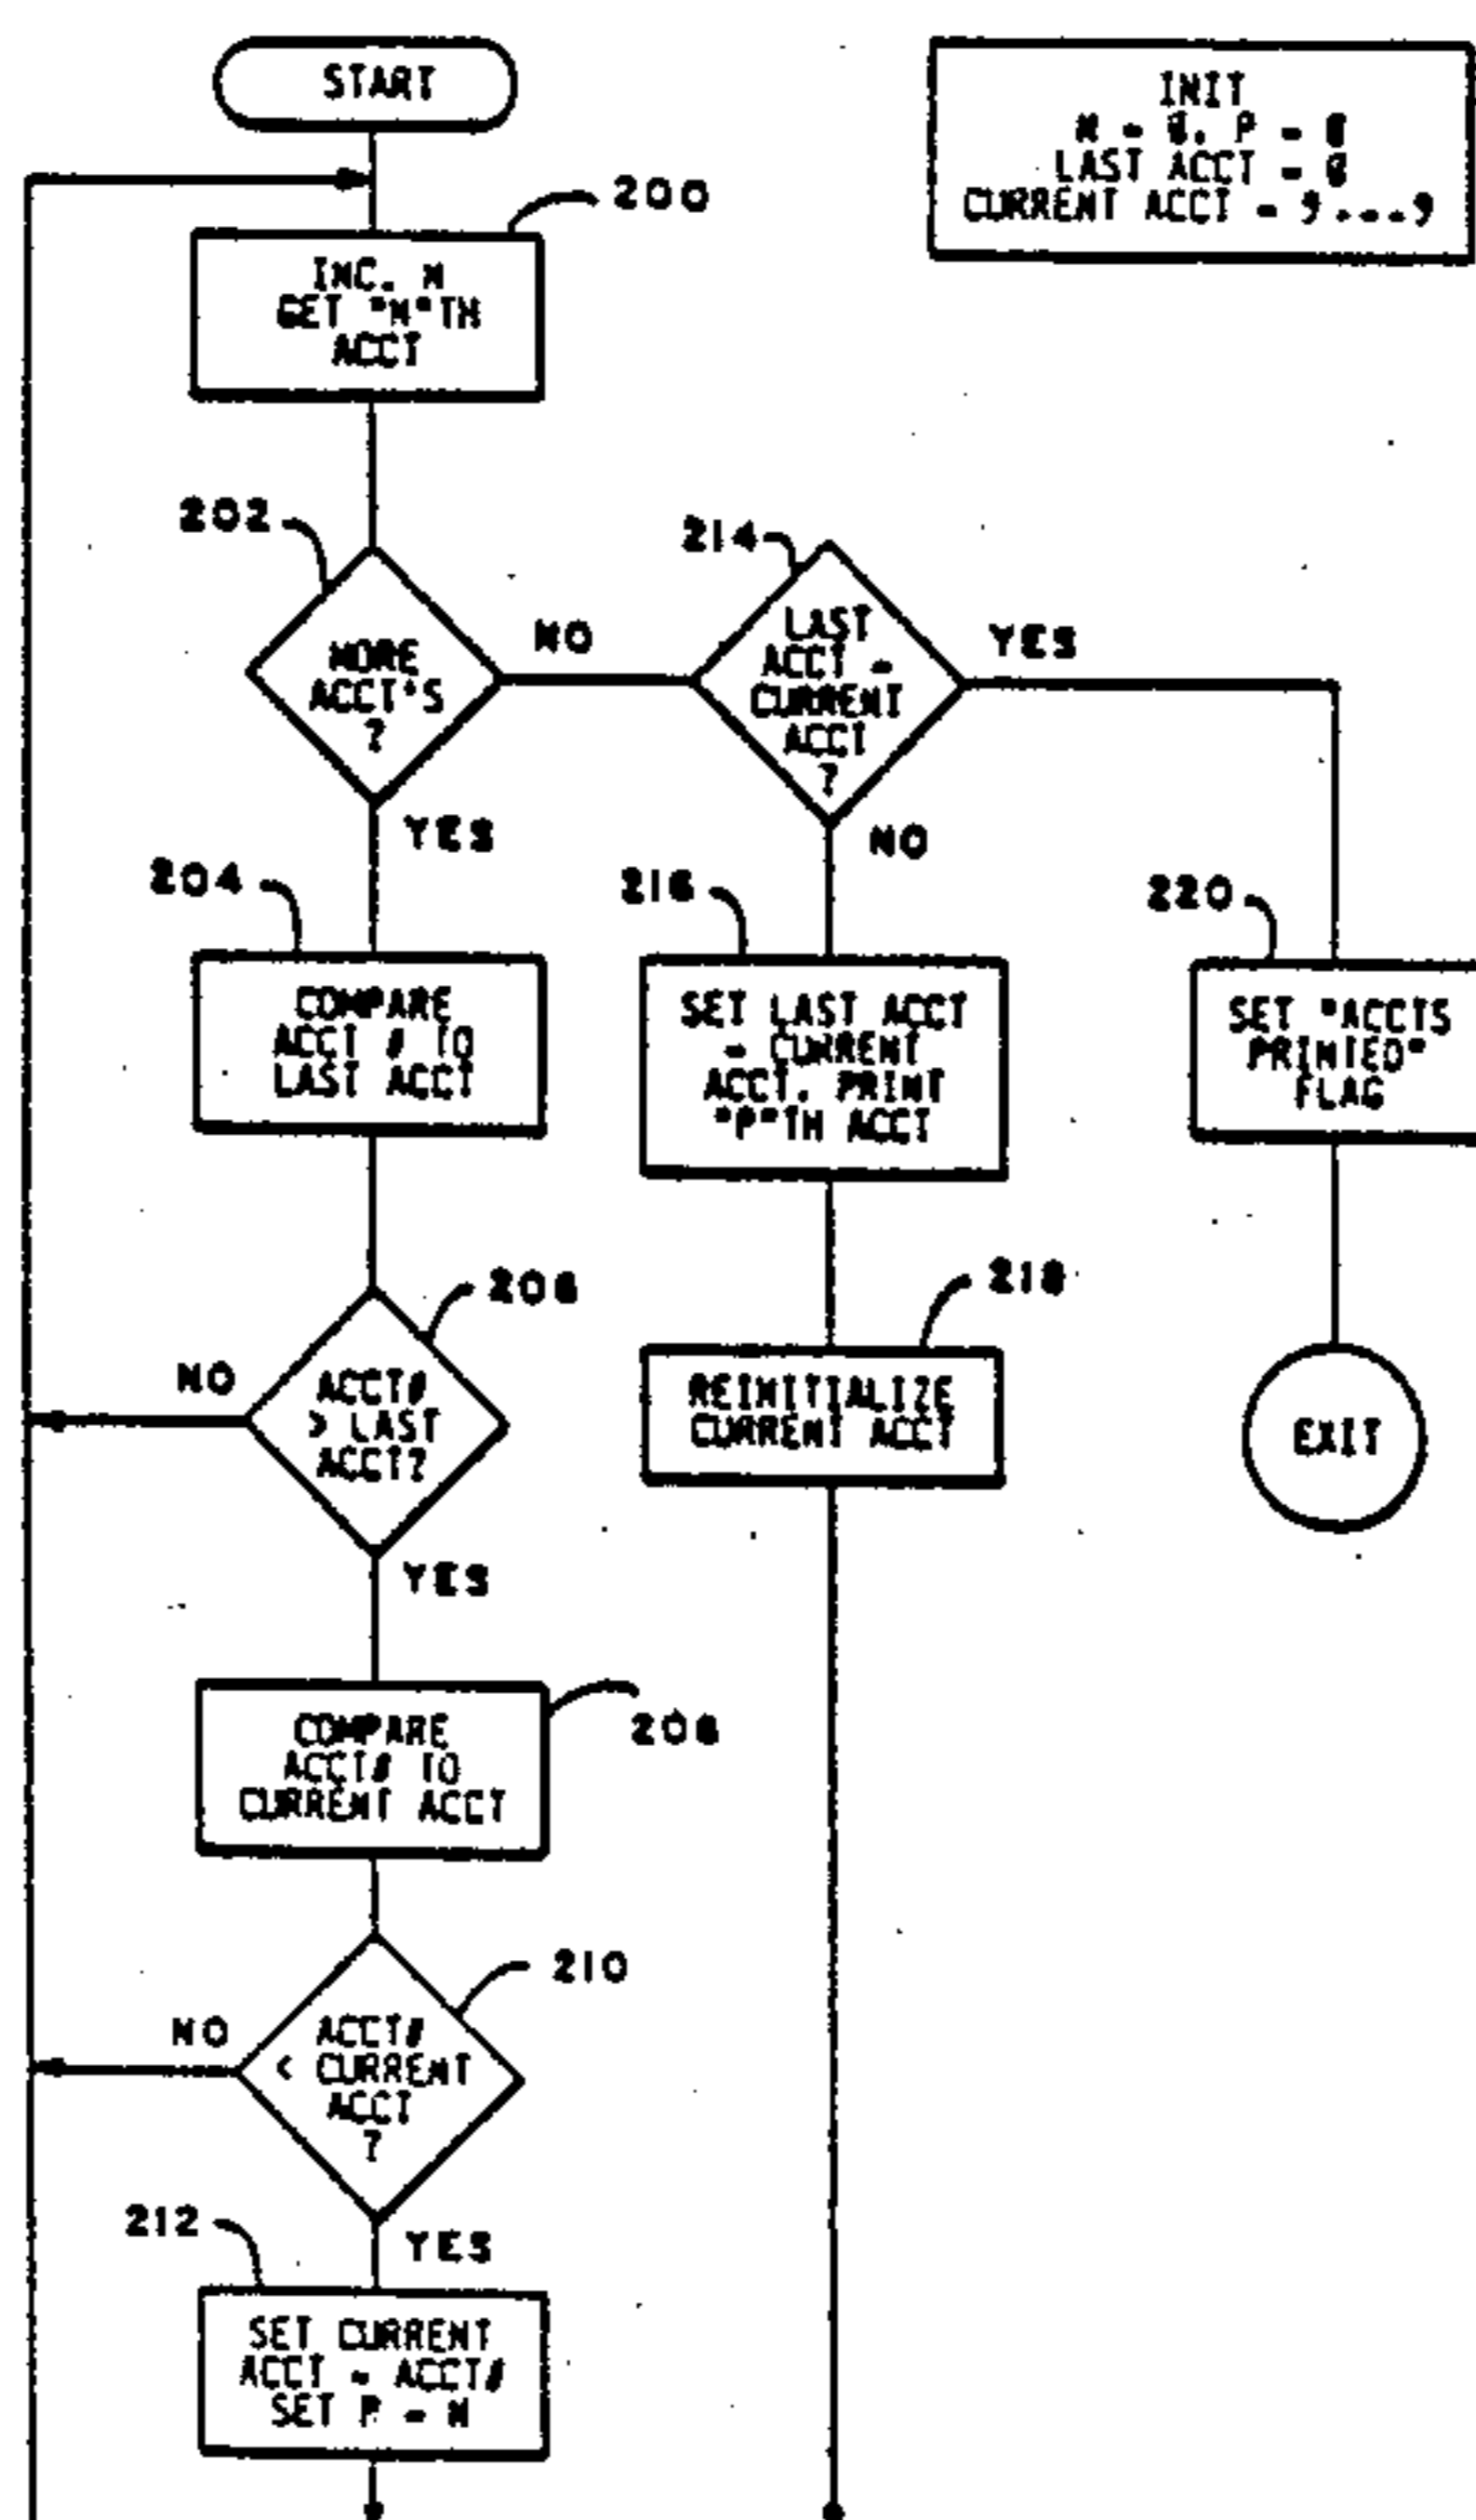 START
INIT
N = 0, P = 0
LAST ACCT = 0
CURRENT ACCT = 9...9
200
INC. N
GET "N"TH
ACCT
202
MORE
ACCT'S
?
NO
YES
214
LAST
ACCT =
CURRENT
ACCT
?
YES
NO
204
COMPARE
ACCT # TO
LAST ACCT
216
SET LAST ACCT
= CURRENT
ACCT. PRINT
"P"TH ACCT
220
SET "ACCTS
PRINTED"
FLAG
206
NO
ACCT#
> LAST
ACCT?
YES
218
REINITIALIZE
CURRENT ACCT
EXIT
COMPARE
ACCT# TO
CURRENT ACCT
210
NO
ACCT#
< CURRENT
ACCT
?
YES
212
SET CURRENT
ACCT = ACCT#
SET P = N